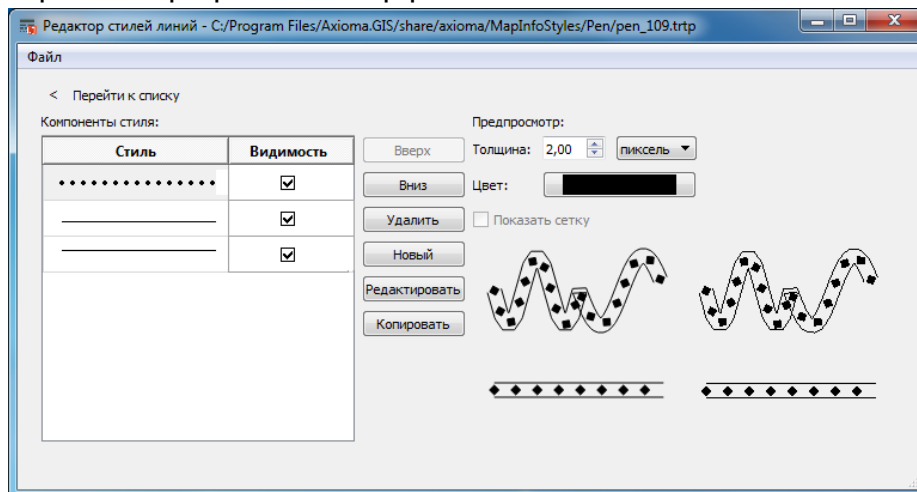 Редактор стилей линий - C:/Program Files/Axioma.GIS/share/axioma/MapInfoStyles/Pen/pen_109.trtp
Файл
< Перейти к списку
Компоненты стиля:
Стиль
Видимость
Вверх
Вниз
Удалить
Новый
Редактировать
Копировать
Предпросмотр:
Толщина: 2,00 пиксель
Цвет:
Показать сетку